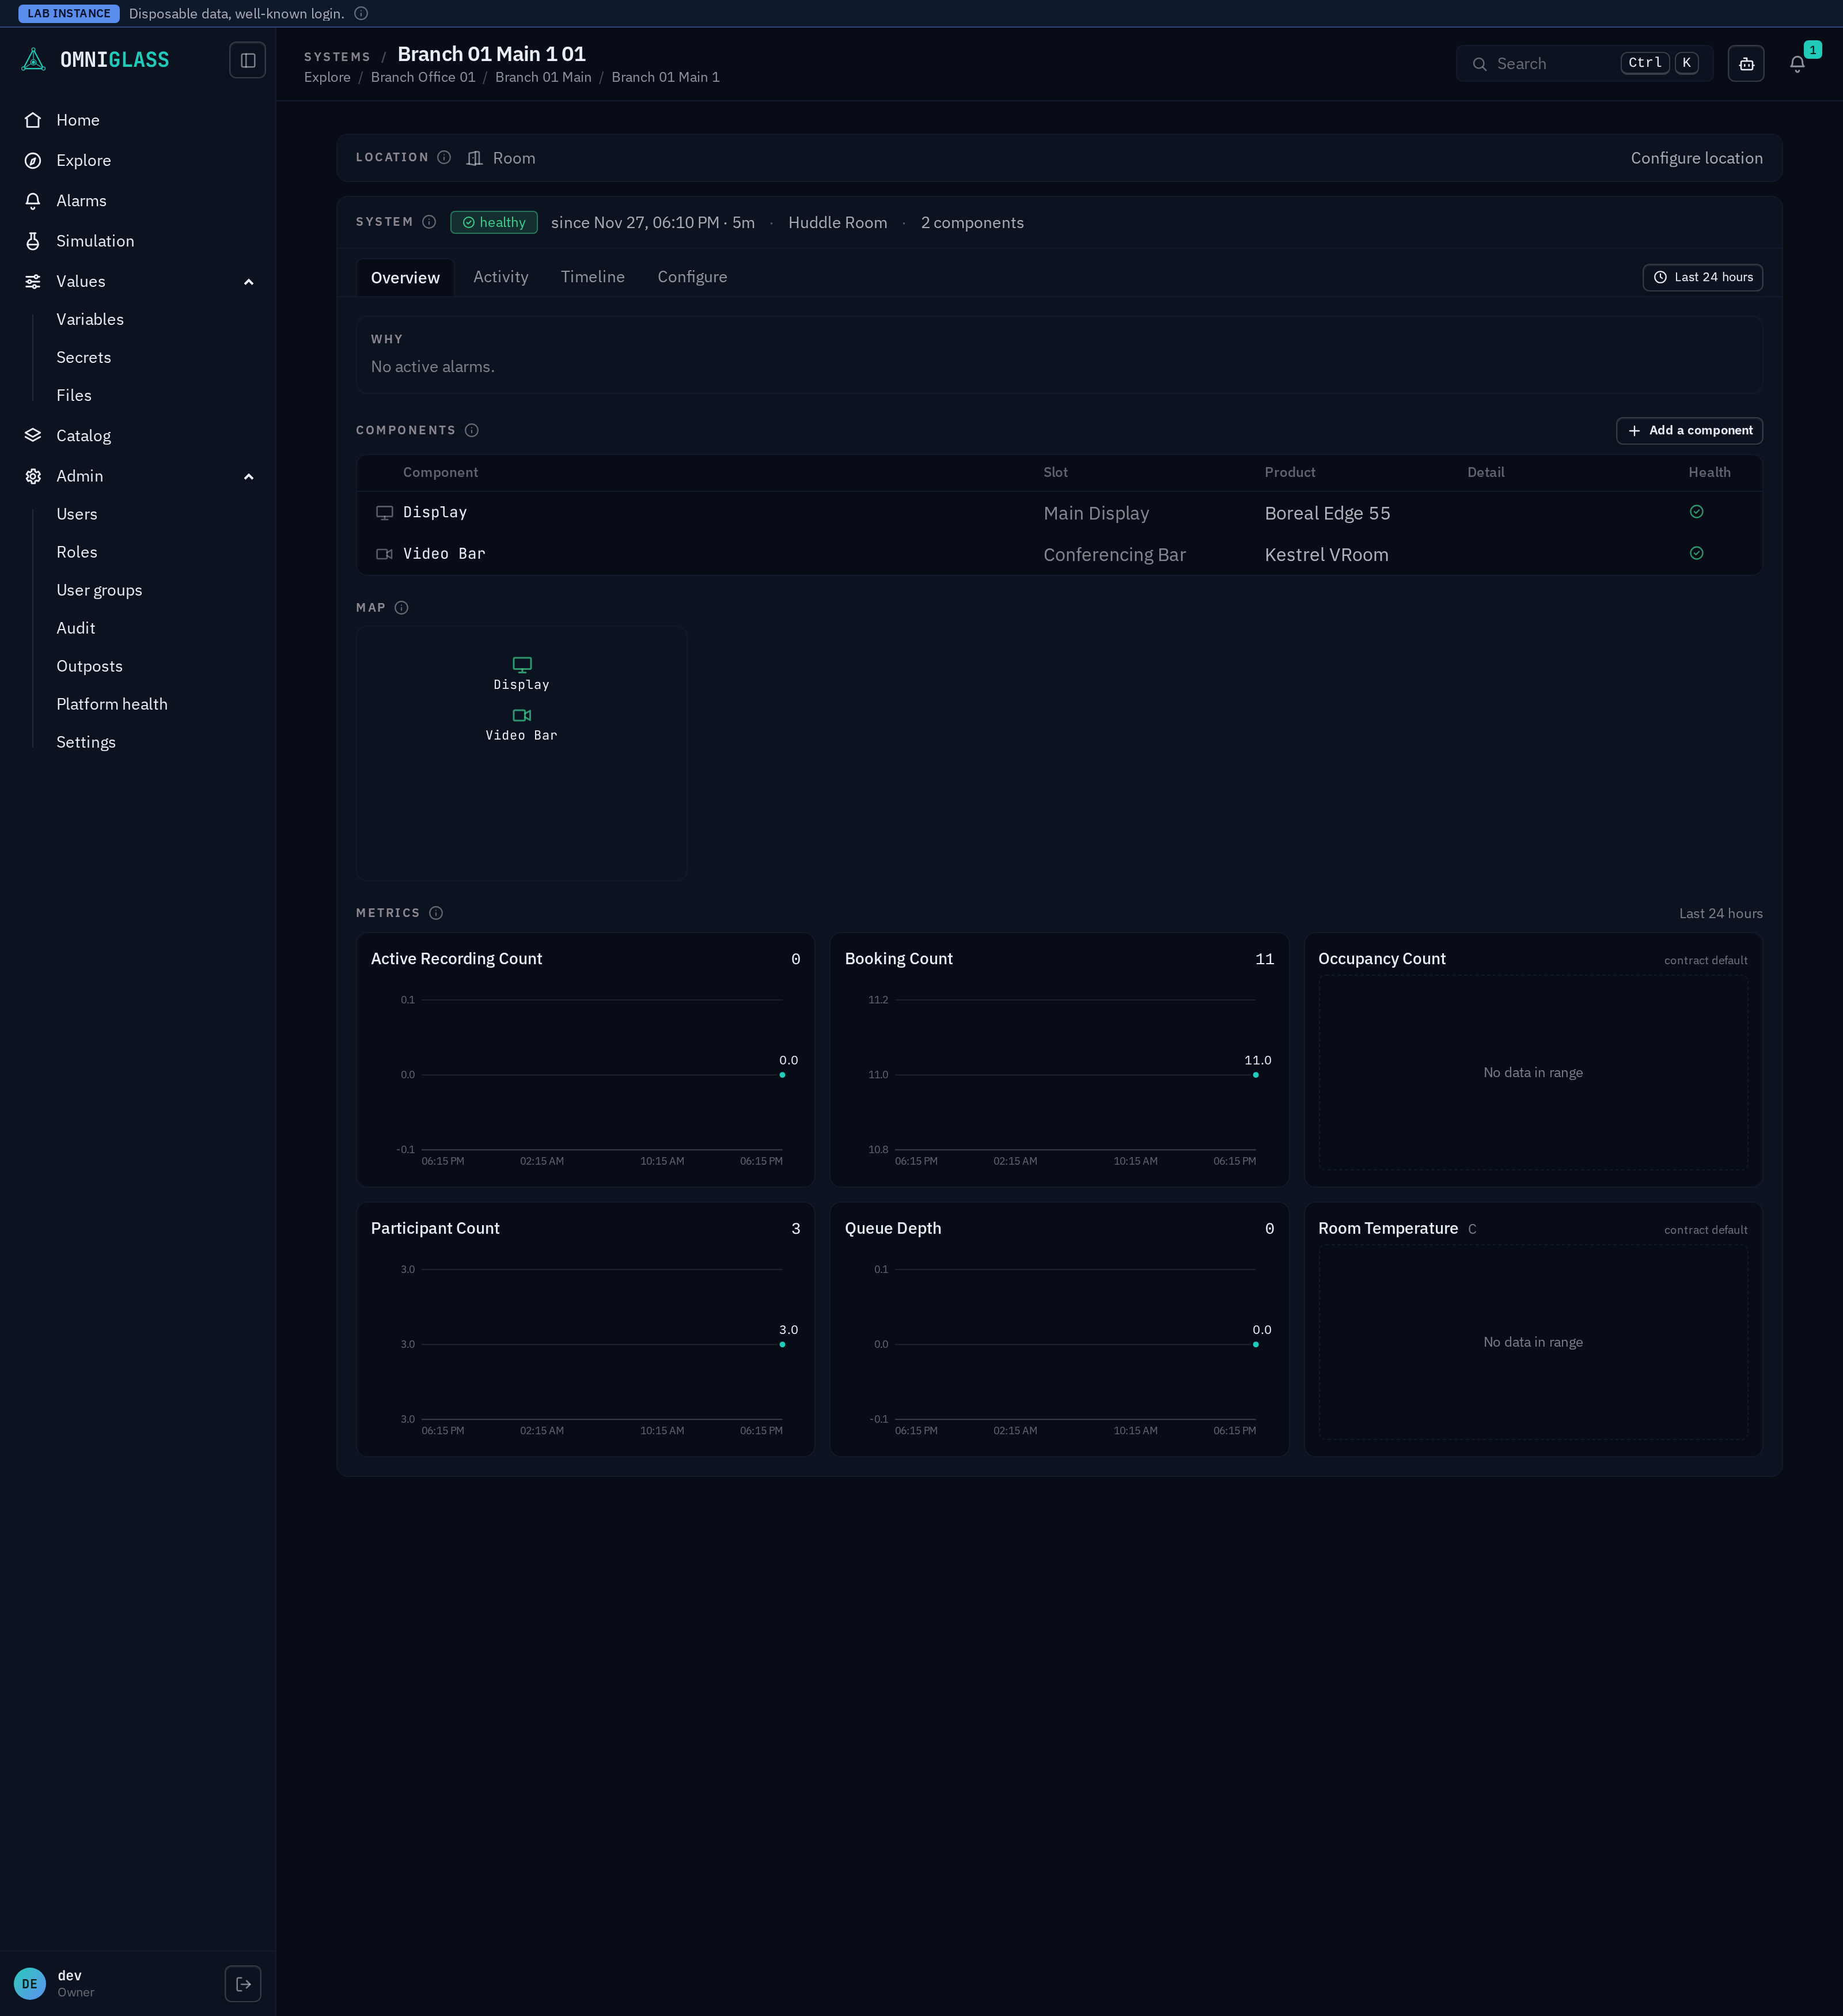 LAB INSTANCE Disposable data, well-known login.
OMNIGLASS
SYSTEMS / Branch 01 Main 1 01
Explore / Branch Office 01 / Branch 01 Main / Branch 01 Main 1
Search Ctrl K
1
Home
Explore
Alarms
Simulation
Values
Variables
Secrets
Files
Catalog
Admin
Users
Roles
User groups
Audit
Outposts
Platform health
Settings
DE
dev
Owner
LOCATION Room Configure location
SYSTEM healthy since Nov 27, 06:10 PM · 5m · Huddle Room · 2 components
Overview Activity Timeline Configure Last 24 hours
WHY
No active alarms.
COMPONENTS + Add a component
Component Slot Product Detail Health
Display Main Display Boreal Edge 55
Video Bar Conferencing Bar Kestrel VRoom
MAP
Display
Video Bar
METRICS Last 24 hours
Active Recording Count 0
0.1
0.0
0.0
-0.1
06:15 PM 02:15 AM 10:15 AM 06:15 PM
Booking Count 11
11.2
11.0
11.0
10.8
06:15 PM 02:15 AM 10:15 AM 06:15 PM
Occupancy Count contract default
No data in range
Participant Count 3
3.0
3.0
3.0
3.0
06:15 PM 02:15 AM 10:15 AM 06:15 PM
Queue Depth 0
0.1
0.0
0.0
-0.1
06:15 PM 02:15 AM 10:15 AM 06:15 PM
Room Temperature C contract default
No data in range